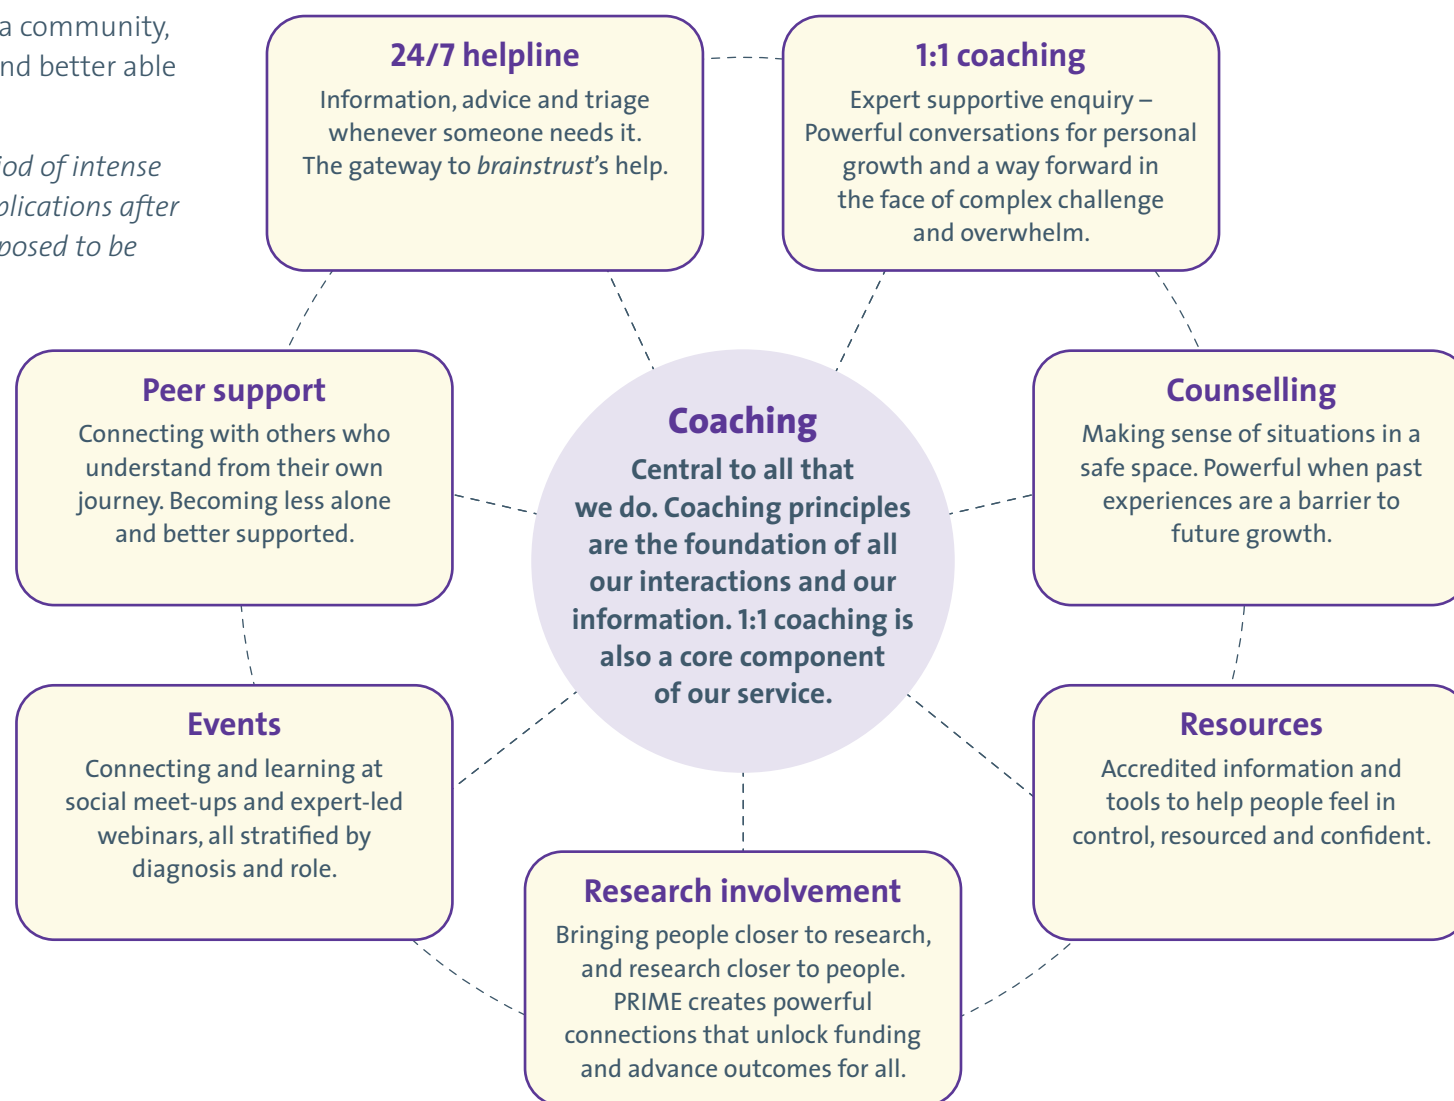 a community,
nd better able
iod of intense
plications after
posed to be
24/7 helpline
Information, advice and triage
whenever someone needs it.
The gateway to brainstrust's help.
1:1 coaching
Expert supportive enquiry –
Powerful conversations for personal
growth and a way forward in
the face of complex challenge
and overwhelm.
Peer support
Connecting with others who
understand from their own
journey. Becoming less alone
and better supported.
Coaching
Central to all that
we do. Coaching principles
are the foundation of all
our interactions and our
information. 1:1 coaching is
also a core component
of our service.
Counselling
Making sense of situations in a
safe space. Powerful when past
experiences are a barrier to
future growth.
Events
Connecting and learning at
social meet-ups and expert-led
webinars, all stratified by
diagnosis and role.
Resources
Accredited information and
tools to help people feel in
control, resourced and confident.
Research involvement
Bringing people closer to research,
and research closer to people.
PRIME creates powerful
connections that unlock funding
and advance outcomes for all.